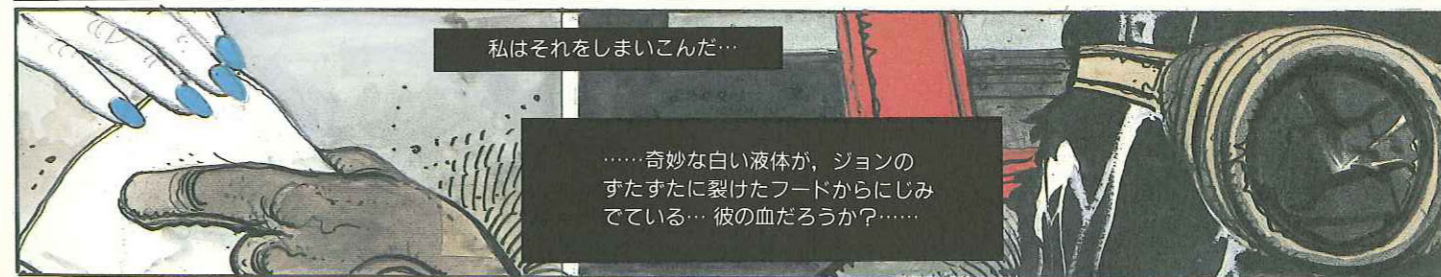 私はそれをしまいこんだ…
……奇妙な白い液体が，ジョンの
ずたずたに裂けたフードからにじみ
でている… 彼の血だろうか？……